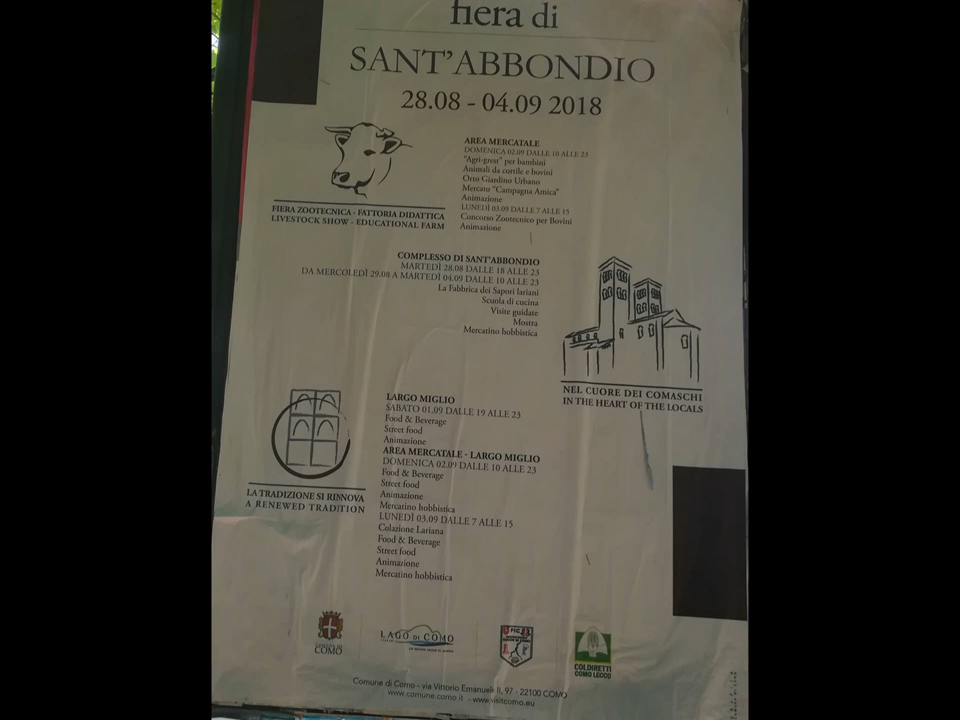 fiera di
SANT'ABBONDIO
28.08 - 04.09 2018
AREA MERCATALE
DOMENICA 02.09 DALLE 10 ALLE 23
"Agri-grest" per bambini
Animali da cortile e bovini
Orto Giardino Urbano
Mercato "Campagna Amica"
Animazione
LUNEDÌ 03.09 DALLE 7 ALLE 15
Concorso Zootecnico per Bovini
Animazione
FIERA ZOOTECNICA - FATTORIA DIDATTICA
LIVESTOCK SHOW - EDUCATIONAL FARM
COMPLESSO DI SANT'ABBONDIO
MARTEDÌ 28.08 DALLE 18 ALLE 23
DA MERCOLEDÌ 29.08 A MARTEDÌ 04.09 DALLE 10 ALLE 23
La Fabbrica dei Sapori lariani
Scuola di cucina
Visite guidate
Mostra
Mercatino hobbistica
NEL CUORE DEI COMASCHI
IN THE HEART OF THE LOCALS
LARGO MIGLIO
SABATO 01.09 DALLE 19 ALLE 23
Food & Beverage
Street food
Animazione
AREA MERCATALE - LARGO MIGLIO
DOMENICA 02.09 DALLE 10 ALLE 23
Food & Beverage
Street food
Animazione
Mercatino hobbistica
LUNEDÌ 03.09 DALLE 7 ALLE 15
Colazione Lariana
Food & Beverage
Street food
Animazione
Mercatino hobbistica
LA TRADIZIONE SI RINNOVA
A RENEWED TRADITION
COMUNE DI
COMO
LAGO DI COMO
COLDIRETTI
COMO LECCO
Comune di Como - via Vittorio Emanuele II, 97 - 22100 COMO
www.comune.como.it - www.visitcomo.eu